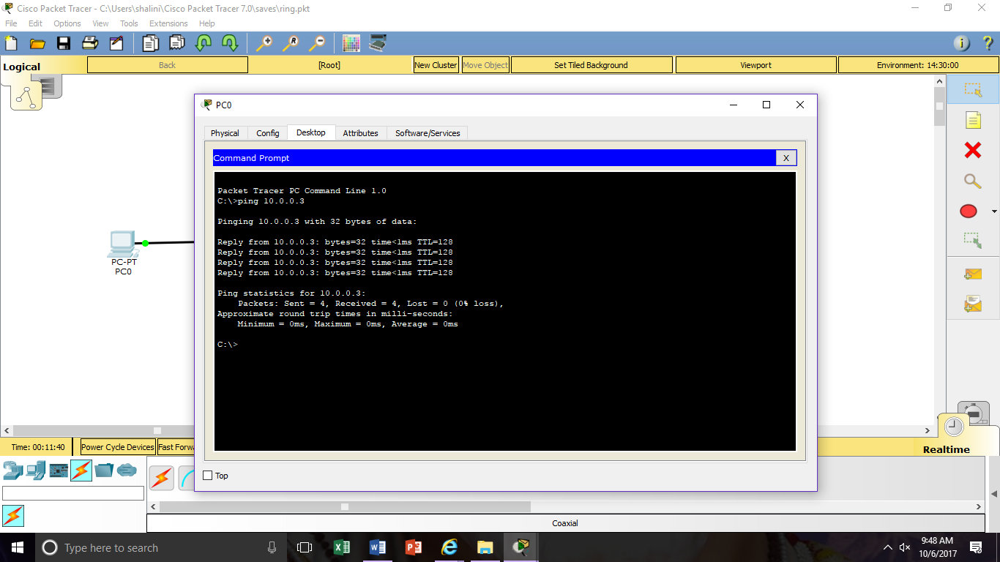 Cisco Packet Tracer - C:\Users\shalini\Cisco Packet Tracer 7.0\saves\ring.pkt
File Edit Options View Tools Extensions Help
Logical Back [Root] New Cluster Move Object Set Tiled Background Viewport Environment: 14:30:00
PC0
Physical Config Desktop Attributes Software/Services
Command Prompt X
Packet Tracer PC Command Line 1.0
C:\>ping 10.0.0.3
Pinging 10.0.0.3 with 32 bytes of data:
Reply from 10.0.0.3: bytes=32 time<1ms TTL=128
Reply from 10.0.0.3: bytes=32 time<1ms TTL=128
Reply from 10.0.0.3: bytes=32 time<1ms TTL=128
Reply from 10.0.0.3: bytes=32 time<1ms TTL=128
Ping statistics for 10.0.0.3:
Packets: Sent = 4, Received = 4, Lost = 0 (0% loss),
Approximate round trip times in milli-seconds:
Minimum = 0ms, Maximum = 0ms, Average = 0ms
C:\>
PC-PT
PC0
Top
Time: 00:11:40 Power Cycle Devices Fast Forwa
Realtime
Coaxial
Type here to search
9:48 AM
10/6/2017